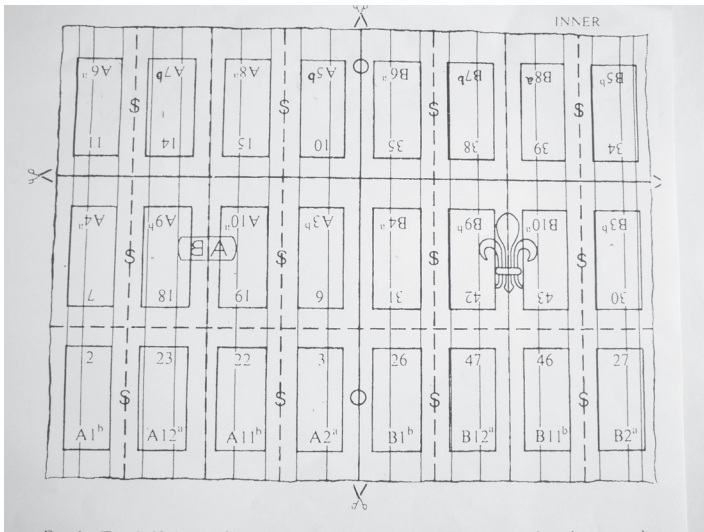 INNER
A6ᵃ A7ᵇ A8ᵃ A5ᵇ B6ᵃ B7ᵇ B8ᵃ B5ᵇ
11 14 15 10 35 38 39 34
A4ᵃ A9ᵇ A10ᵃ A3ᵇ B4ᵃ B9ᵇ B10ᵃ B3ᵇ
A B
7 18 19 6 31 42 43 30
2 23 22 3 26 47 46 27
A1ᵇ A12ᵃ A11ᵇ A2ᵃ B1ᵇ B12ᵃ B11ᵇ B2ᵃ